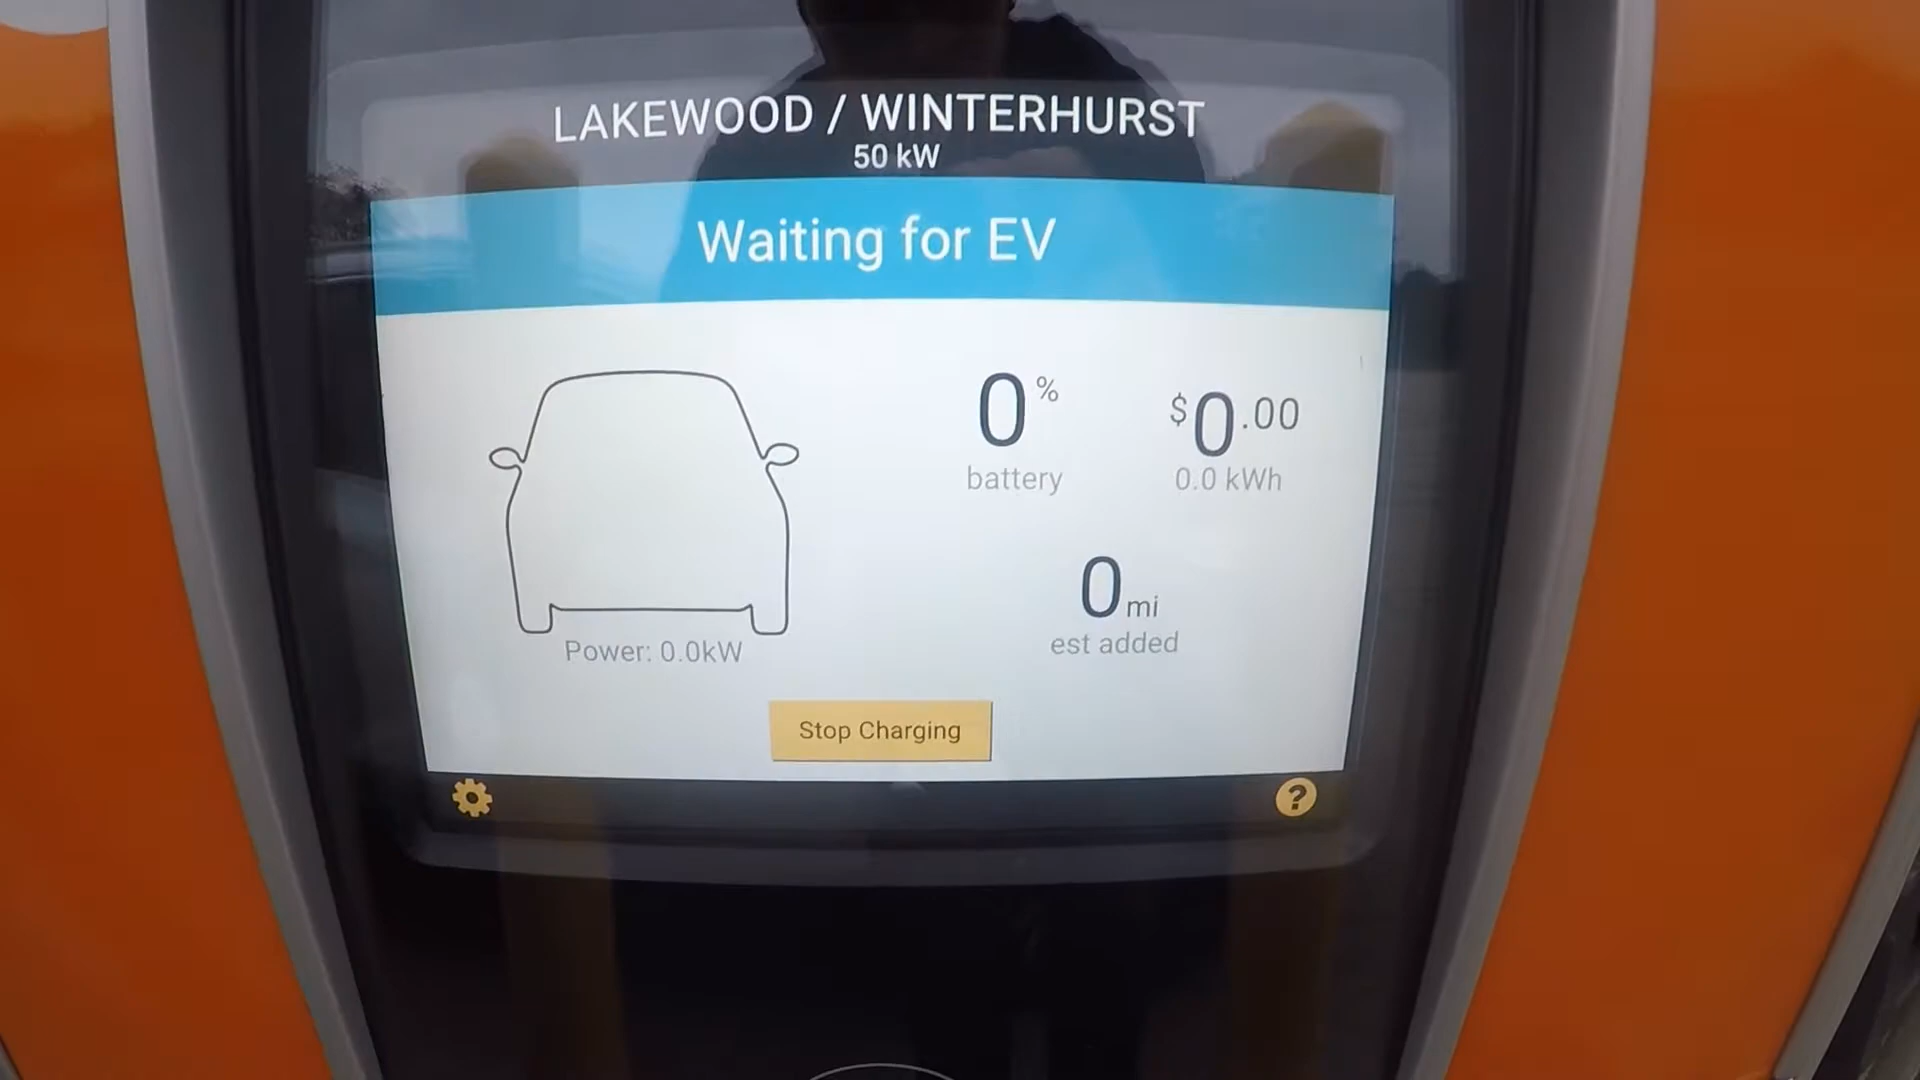 LAKEWOOD / WINTERHURST
50 kW
Waiting for EV
0 %
battery
$0.00
0.0 kWh
0 mi
est added
Power: 0.0kW
Stop Charging
?